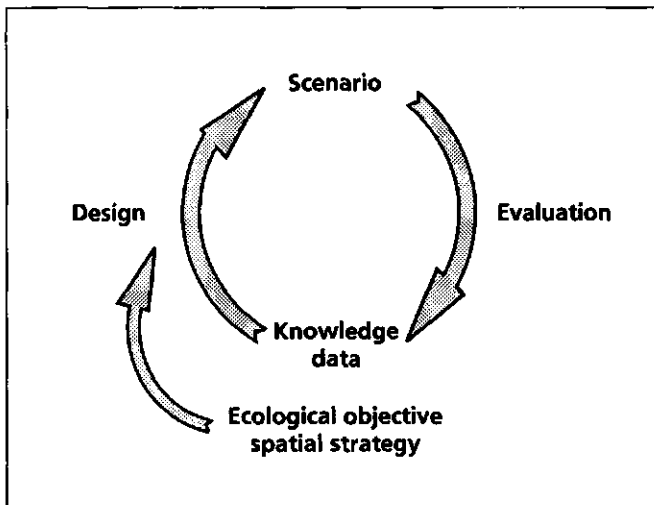 Scenario
Design
Evaluation
Knowledge
data
Ecological objective
spatial strategy